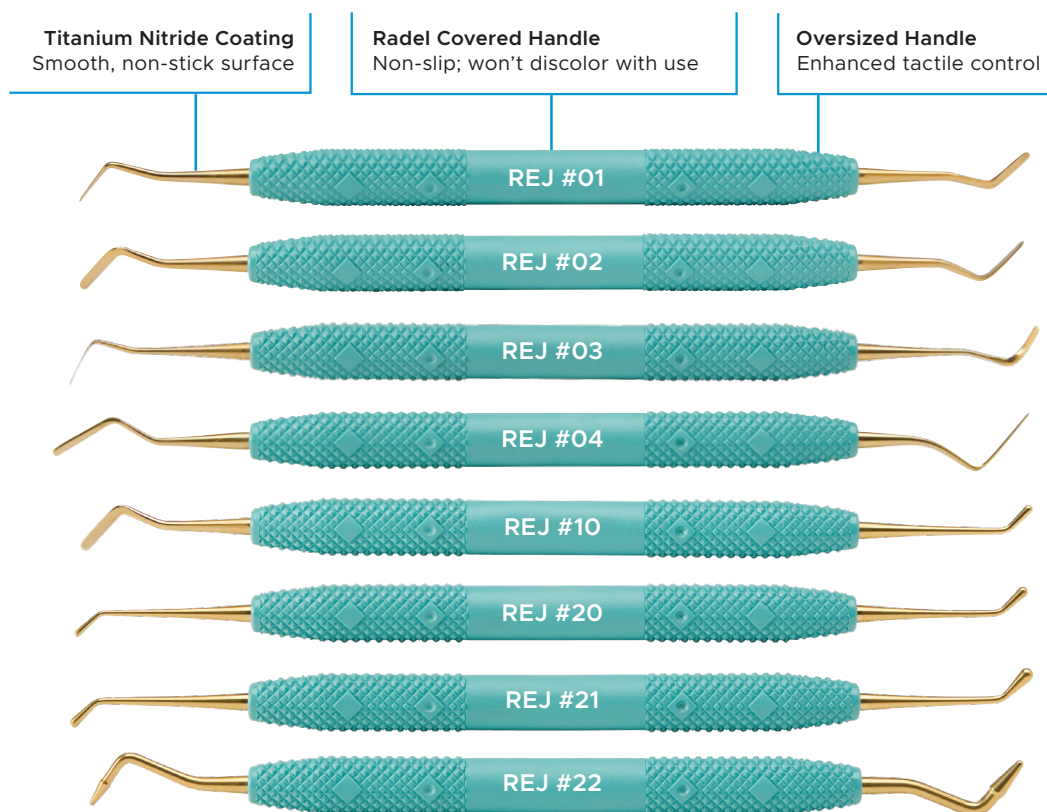 Titanium Nitride Coating
Smooth, non-stick surface
Radel Covered Handle
Non-slip; won’t discolor with use
Oversized Handle
Enhanced tactile control
REJ #01
REJ #02
REJ #03
REJ #04
REJ #10
REJ #20
REJ #21
REJ #22